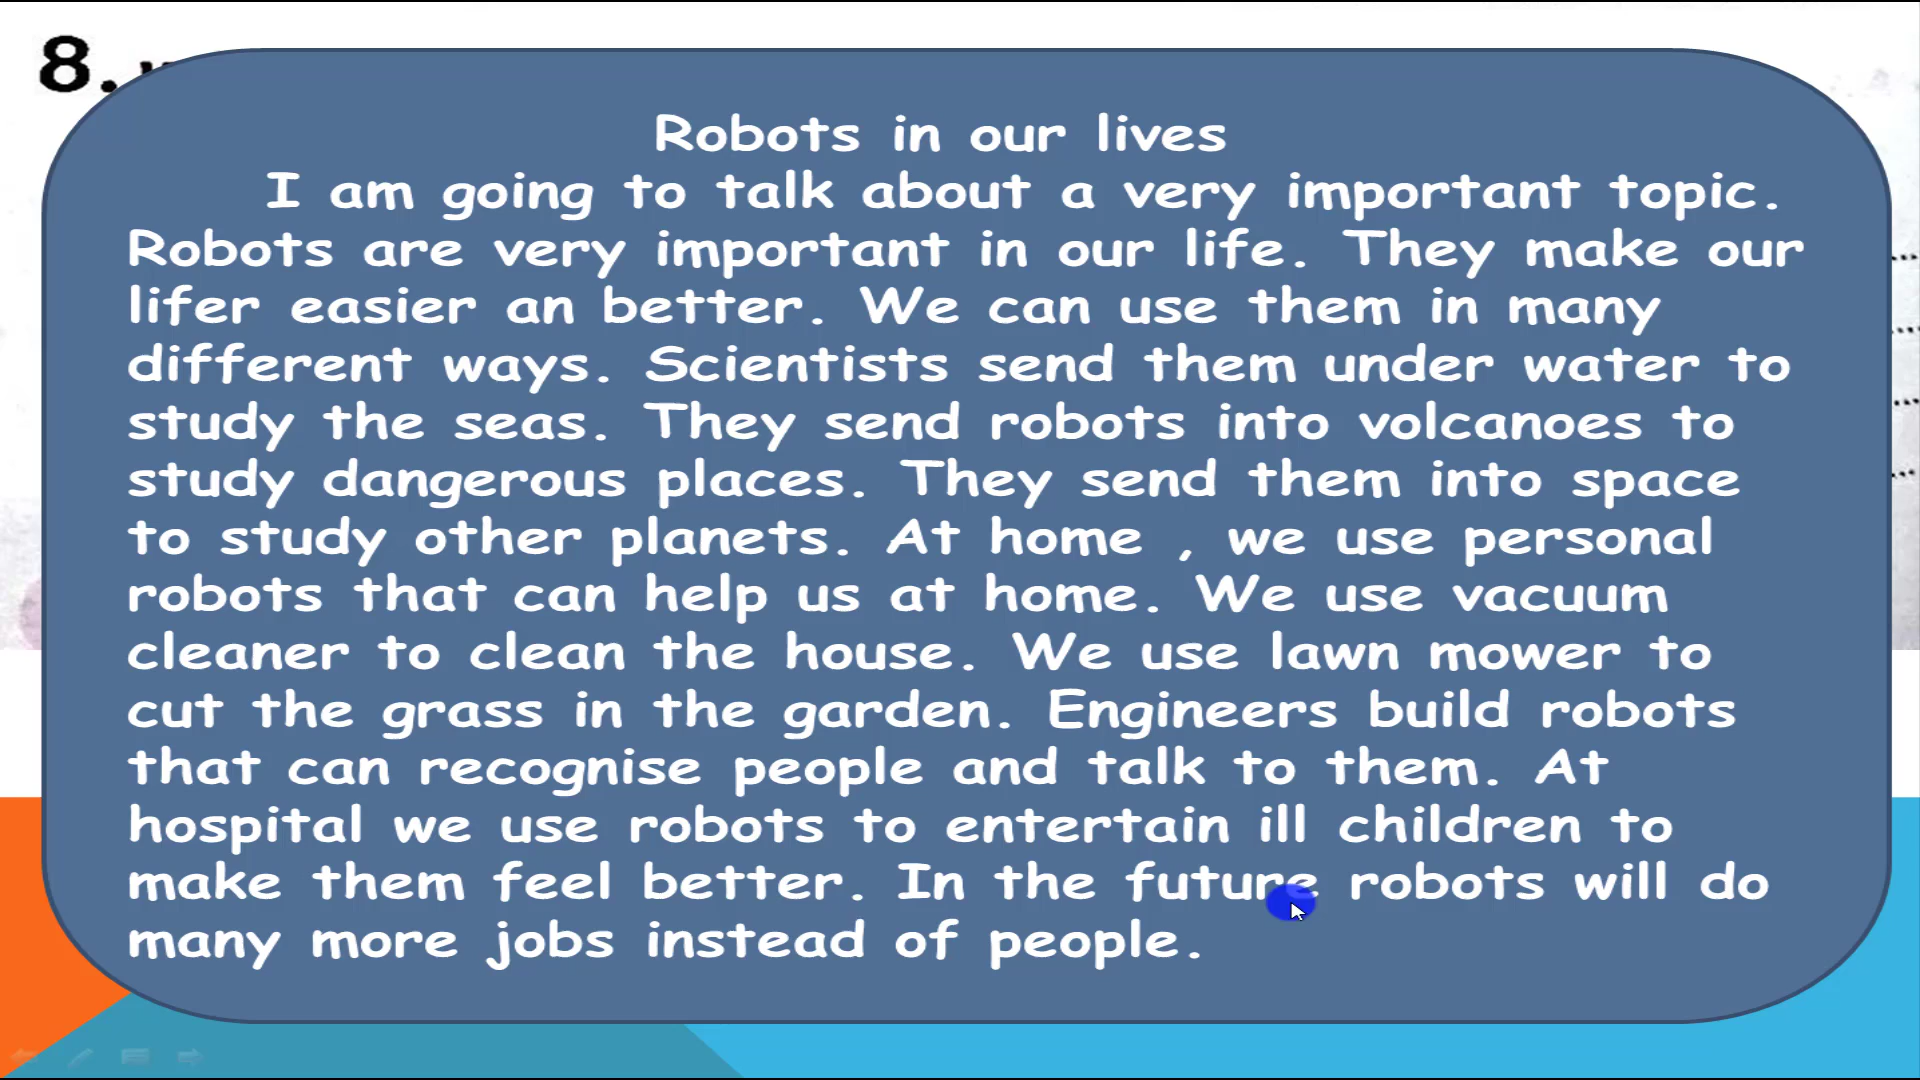 8.
Robots in our lives
I am going to talk about a very important topic.
Robots are very important in our life. They make our
lifer easier an better. We can use them in many
different ways. Scientists send them under water to
study the seas. They send robots into volcanoes to
study dangerous places. They send them into space
to study other planets. At home , we use personal
robots that can help us at home. We use vacuum
cleaner to clean the house. We use lawn mower to
cut the grass in the garden. Engineers build robots
that can recognise people and talk to them. At
hospital we use robots to entertain ill children to
make them feel better. In the future robots will do
many more jobs instead of people.